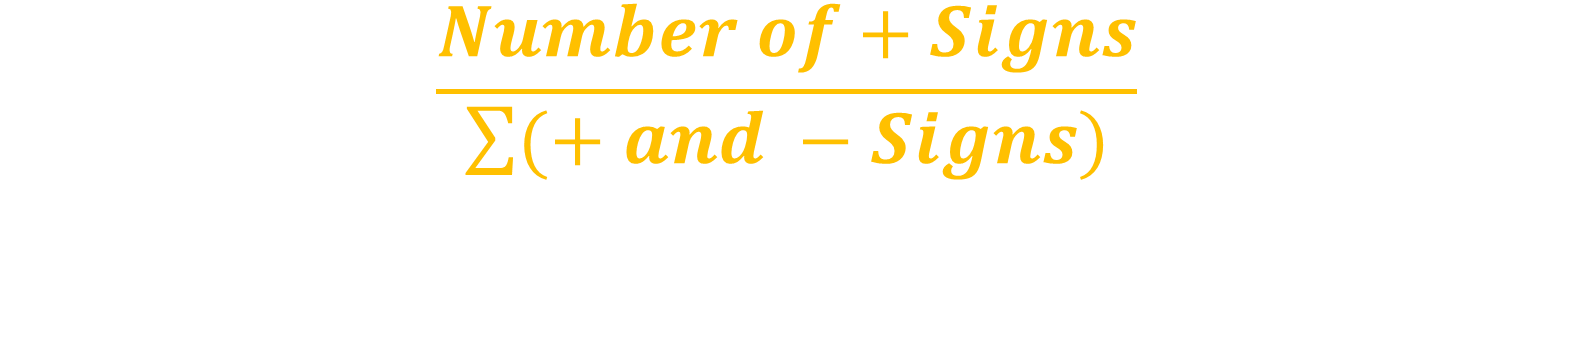 Number of + Signs
∑(+ and − Signs)